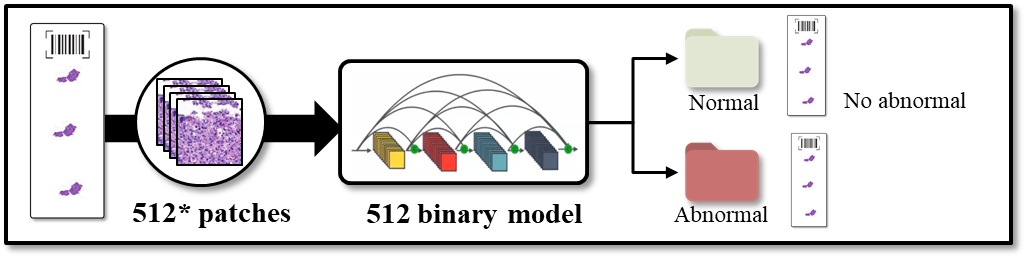 512* patches
512 binary model
Normal
No abnormal
Abnormal